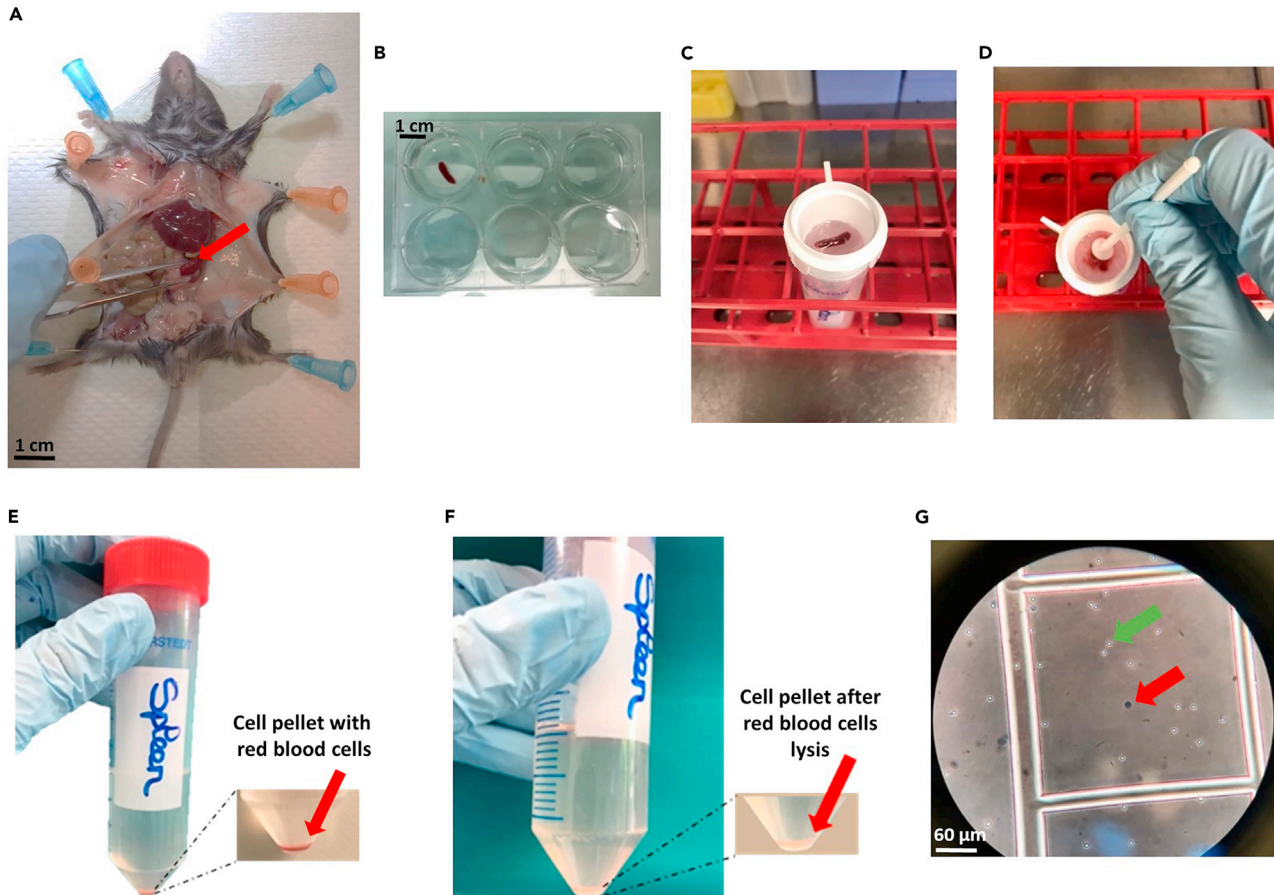 A
1 cm
B
1 cm
C
D
E
RSTEDT
Spleen
Cell pellet with
red blood cells
F
Spleen
Cell pellet after
red blood cells
lysis
G
60 µm